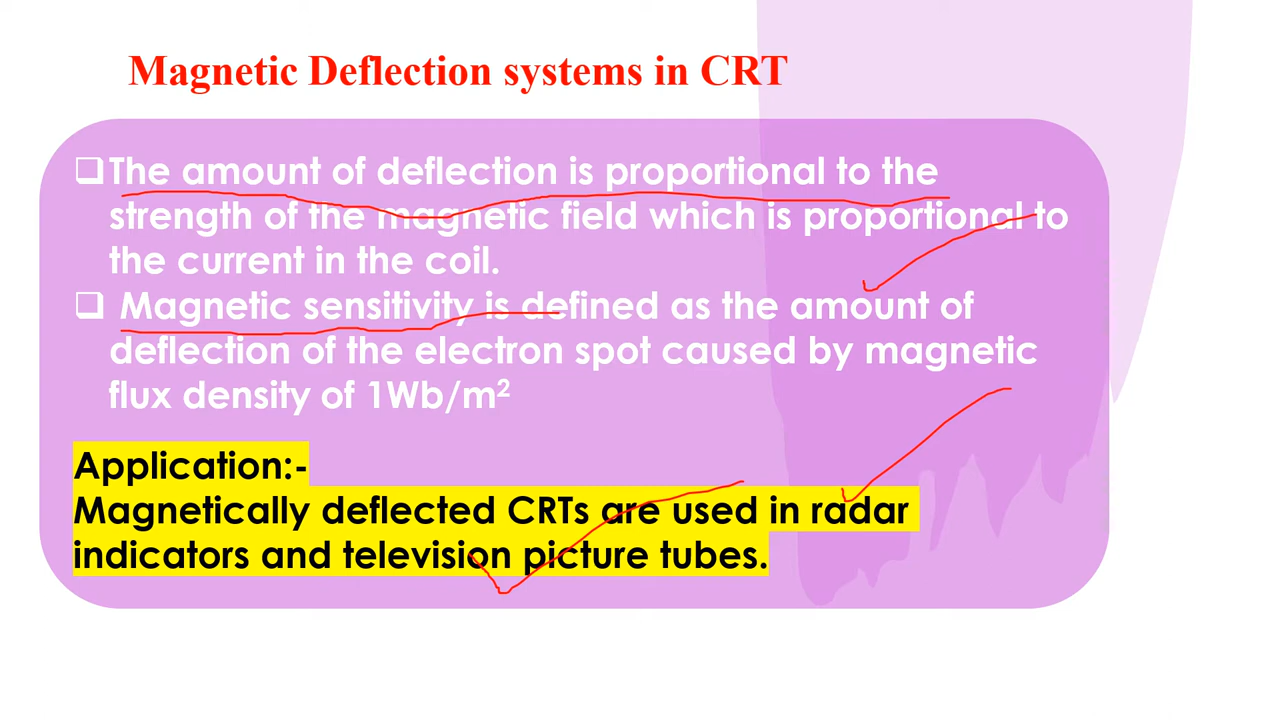 Magnetic Deflection systems in CRT
❑The amount of deflection is proportional to the
strength of the magnetic field which is proportional to
the current in the coil.
❑ Magnetic sensitivity is defined as the amount of
deflection of the electron spot caused by magnetic
flux density of 1Wb/m²
Application:-
Magnetically deflected CRTs are used in radar
indicators and television picture tubes.